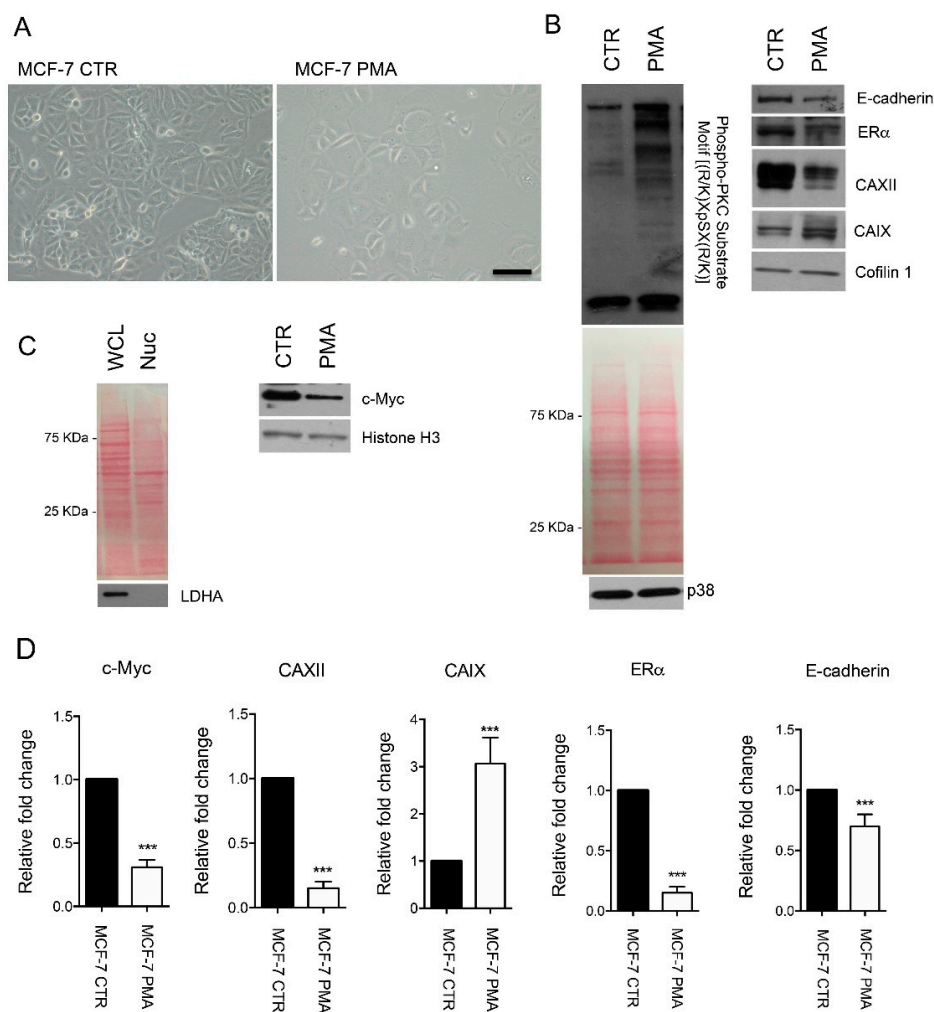 A
MCF-7 CTR
MCF-7 PMA
B
CTR
PMA
Phospho-PKC Substrate
Motif [(R/K)XpSX(R/K)]
75 KDa -
25 KDa -
p38
CTR
PMA
E-cadherin
ERα
CAXII
CAIX
Cofilin 1
C
WCL
Nuc
75 KDa -
25 KDa -
LDHA
CTR
PMA
c-Myc
Histone H3
D
c-Myc
Relative fold change
1.5
1.0
0.5
0.0
***
MCF-7 CTR
MCF-7 PMA
CAXII
Relative fold change
1.5
1.0
0.5
0.0
***
MCF-7 CTR
MCF-7 PMA
CAIX
Relative fold change
4
3
2
1
0
***
MCF-7 CTR
MCF-7 PMA
ERα
Relative fold change
1.5
1.0
0.5
0.0
***
MCF-7 CTR
MCF-7 PMA
E-cadherin
Relative fold change
1.5
1.0
0.5
0.0
***
MCF-7 CTR
MCF-7 PMA